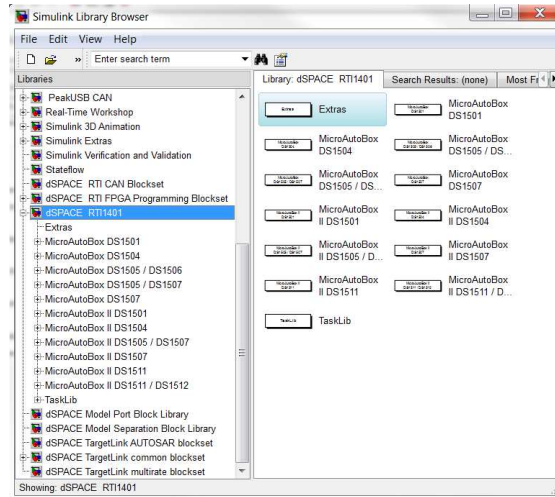 Simulink Library Browser
File Edit View Help
» Enter search term
Libraries
PeakUSB CAN
Real-Time Workshop
Simulink 3D Animation
Simulink Extras
Simulink Verification and Validation
Stateflow
dSPACE RTI CAN Blockset
dSPACE RTI FPGA Programming Blockset
dSPACE RTI1401
Extras
MicroAutoBox DS1501
MicroAutoBox DS1504
MicroAutoBox DS1505 / DS1506
MicroAutoBox DS1505 / DS1507
MicroAutoBox DS1507
MicroAutoBox II DS1501
MicroAutoBox II DS1504
MicroAutoBox II DS1505 / DS1507
MicroAutoBox II DS1507
MicroAutoBox II DS1511
MicroAutoBox II DS1511 / DS1512
TaskLib
dSPACE Model Port Block Library
dSPACE Model Separation Block Library
dSPACE TargetLink AUTOSAR blockset
dSPACE TargetLink common blockset
dSPACE TargetLink multirate blockset
Library: dSPACE RTI1401 Search Results: (none) Most Fr
Extras
Extras
MicroAutoBox
DS1501
MicroAutoBox
DS1504
MicroAutoBox
DS1505 / DS...
MicroAutoBox
DS1505 / DS...
MicroAutoBox
DS1507
MicroAutoBox
II DS1501
MicroAutoBox
II DS1504
MicroAutoBox
II DS1505 / D...
MicroAutoBox
II DS1507
MicroAutoBox
II DS1511
MicroAutoBox
II DS1511 / D...
TaskLib
TaskLib
Showing: dSPACE RTI1401